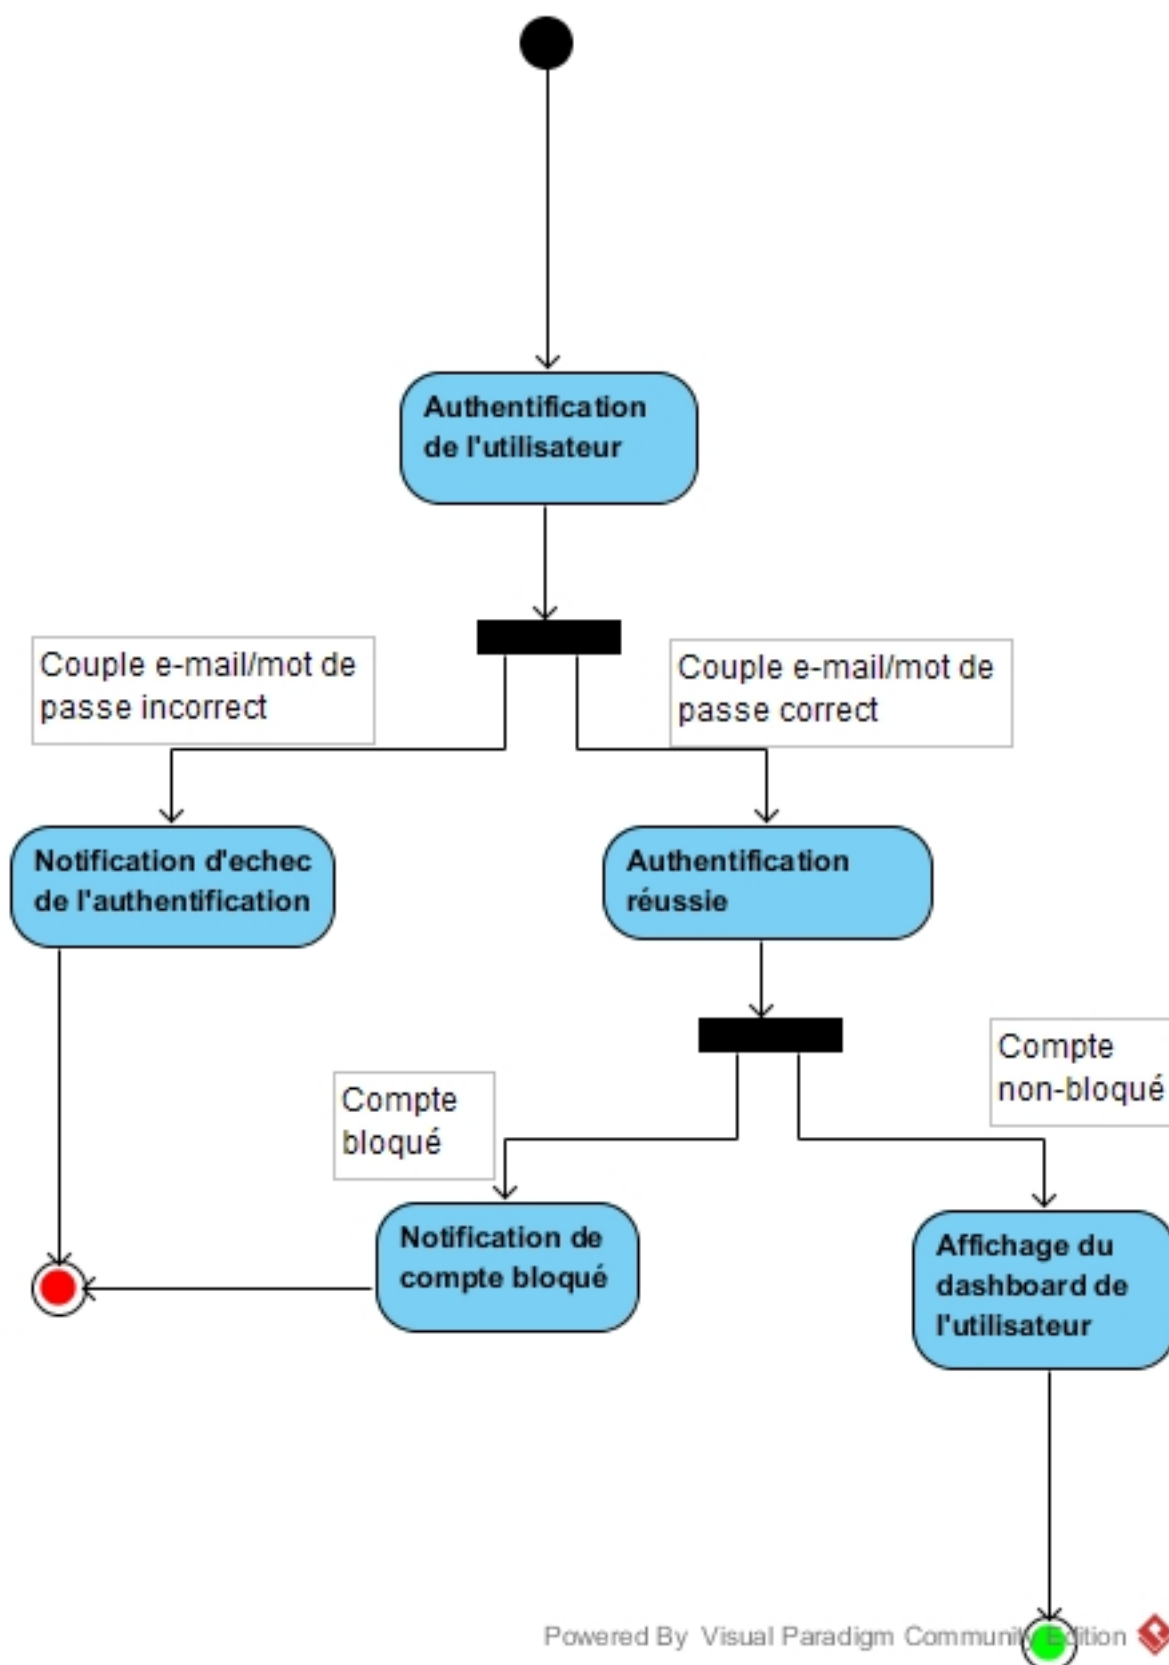 Authentification
de l'utilisateur
Couple e-mail/mot de
passe incorrect
Couple e-mail/mot de
passe correct
Notification d'echec
de l'authentification
Authentification
réussie
Compte
bloqué
Compte
non-bloqué
Notification de
compte bloqué
Affichage du
dashboard de
l'utilisateur
Powered By Visual Paradigm Community Edition